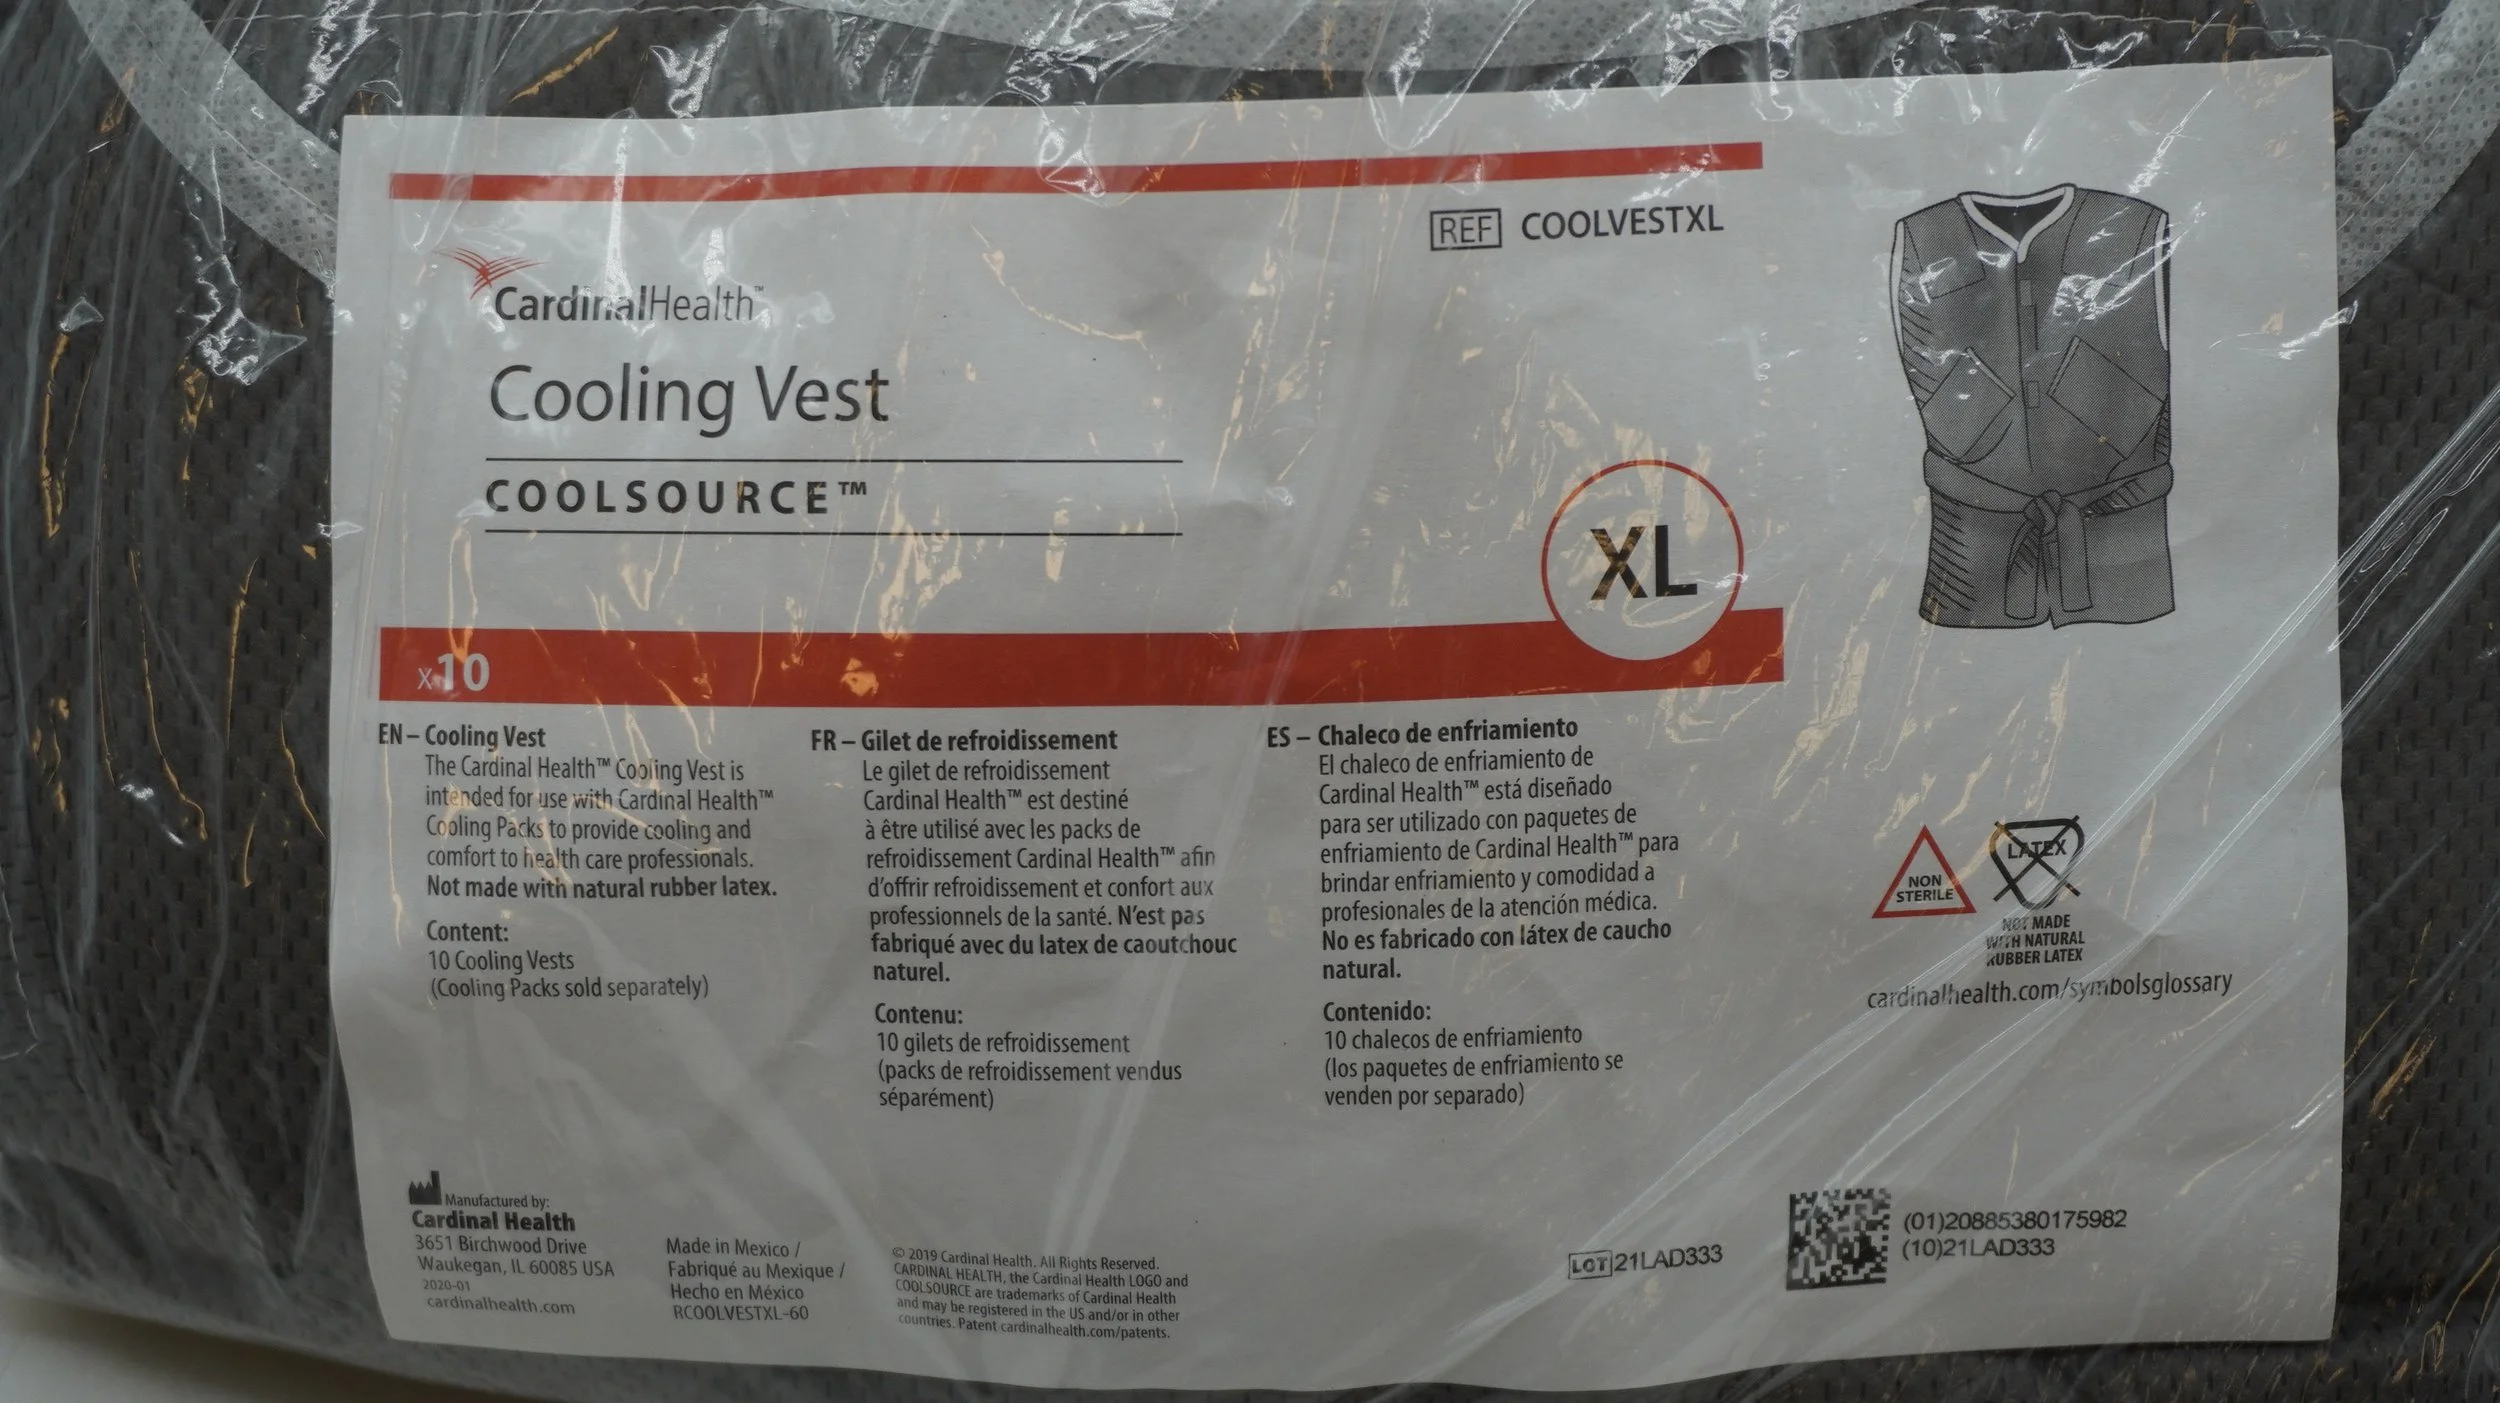 REF COOLVESTXL
CardinalHealth™
Cooling Vest
COOLSOURCE™
XL
x10
EN – Cooling Vest
The Cardinal Health™ Cooling Vest is
intended for use with Cardinal Health™
Cooling Packs to provide cooling and
comfort to health care professionals.
Not made with natural rubber latex.
Content:
10 Cooling Vests
(Cooling Packs sold separately)
FR – Gilet de refroidissement
Le gilet de refroidissement
Cardinal Health™ est destiné
à être utilisé avec les packs de
refroidissement Cardinal Health™ afin
d'offrir refroidissement et confort aux
professionnels de la santé. N'est pas
fabriqué avec du latex de caoutchouc
naturel.
Contenu:
10 gilets de refroidissement
(packs de refroidissement vendus
séparément)
ES – Chaleco de enfriamiento
El chaleco de enfriamiento de
Cardinal Health™ está diseñado
para ser utilizado con paquetes de
enfriamiento de Cardinal Health™ para
brindar enfriamiento y comodidad a
profesionales de la atención médica.
No es fabricado con látex de caucho
natural.
Contenido:
10 chalecos de enfriamiento
(los paquetes de enfriamiento se
venden por separado)
NON
STERILE
LATEX
NOT MADE
WITH NATURAL
RUBBER LATEX
cardinalhealth.com/symbolsglossary
Manufactured by:
Cardinal Health
3651 Birchwood Drive
Waukegan, IL 60085 USA
2020-01
cardinalhealth.com
Made in Mexico /
Fabriqué au Mexique /
Hecho en México
RCOOLVESTXL-60
© 2019 Cardinal Health. All Rights Reserved.
CARDINAL HEALTH, the Cardinal Health LOGO and
COOLSOURCE are trademarks of Cardinal Health
and may be registered in the US and/or in other
countries. Patent cardinalhealth.com/patents.
LOT 21LAD333
(01)20885380175982
(10)21LAD333